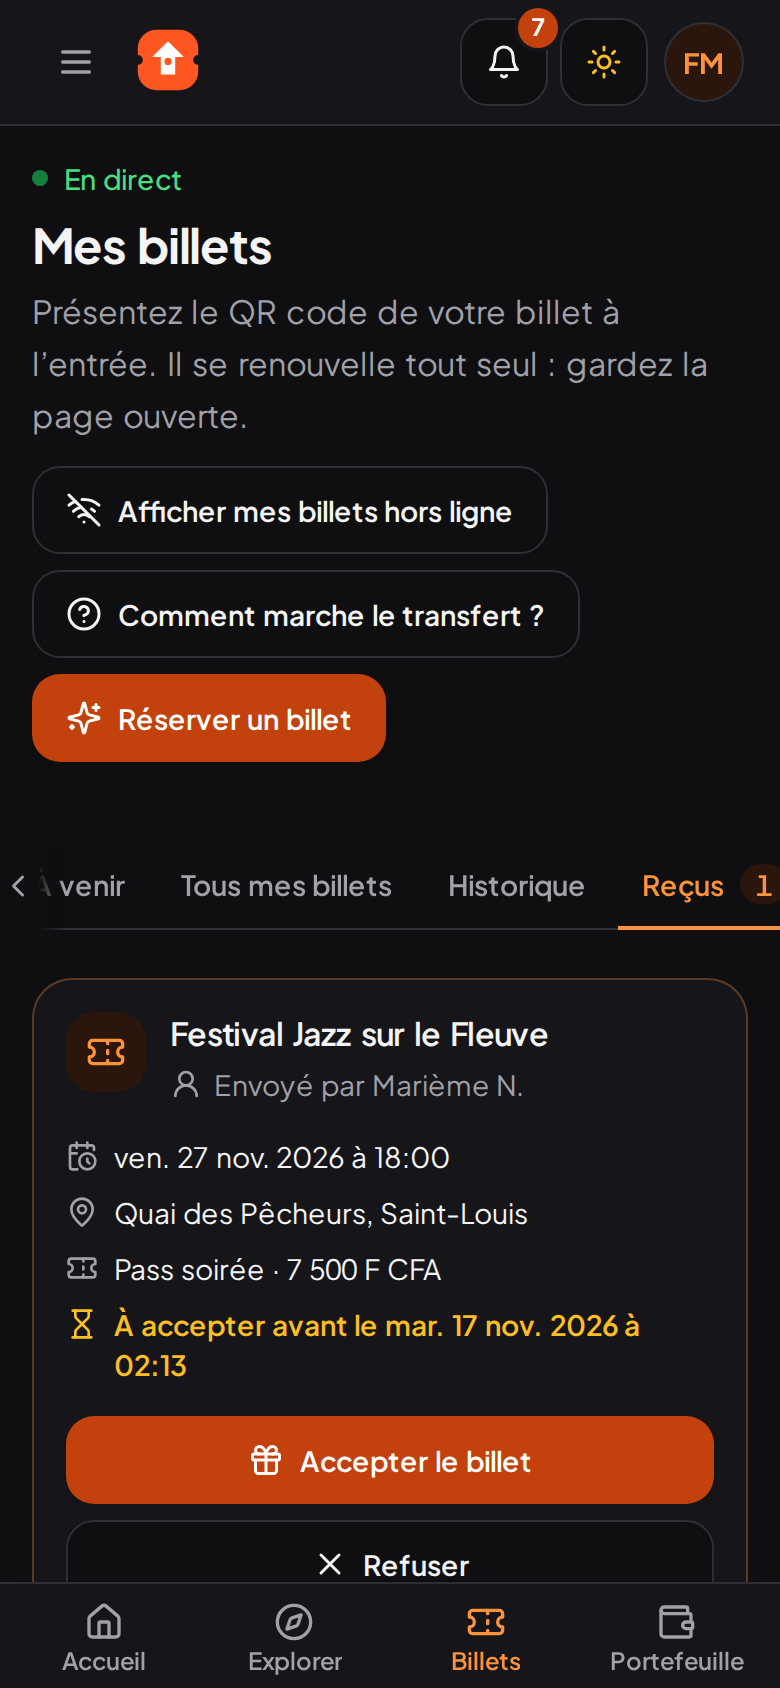 7
FM
En direct
Mes billets
Présentez le QR code de votre billet à
l’entrée. Il se renouvelle tout seul : gardez la
page ouverte.
Afficher mes billets hors ligne
Comment marche le transfert ?
Réserver un billet
À venir Tous mes billets Historique Reçus 1
Festival Jazz sur le Fleuve
Envoyé par Marième N.
ven. 27 nov. 2026 à 18:00
Quai des Pêcheurs, Saint-Louis
Pass soirée · 7 500 F CFA
À accepter avant le mar. 17 nov. 2026 à
02:13
Accepter le billet
Refuser
Accueil Explorer Billets Portefeuille